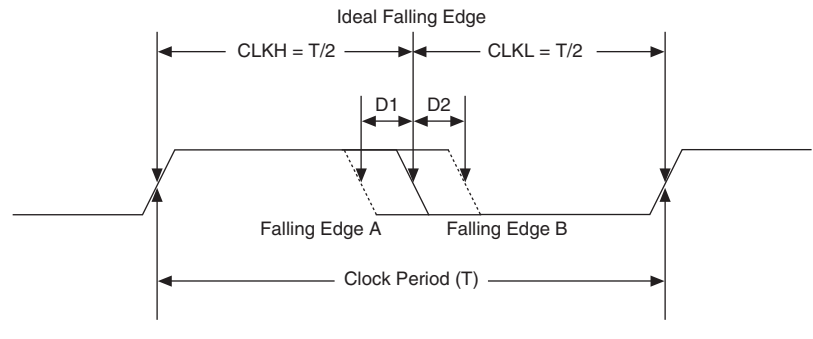 Ideal Falling Edge
CLKH = T/2
CLKL = T/2
D1
D2
Falling Edge A
Falling Edge B
Clock Period (T)